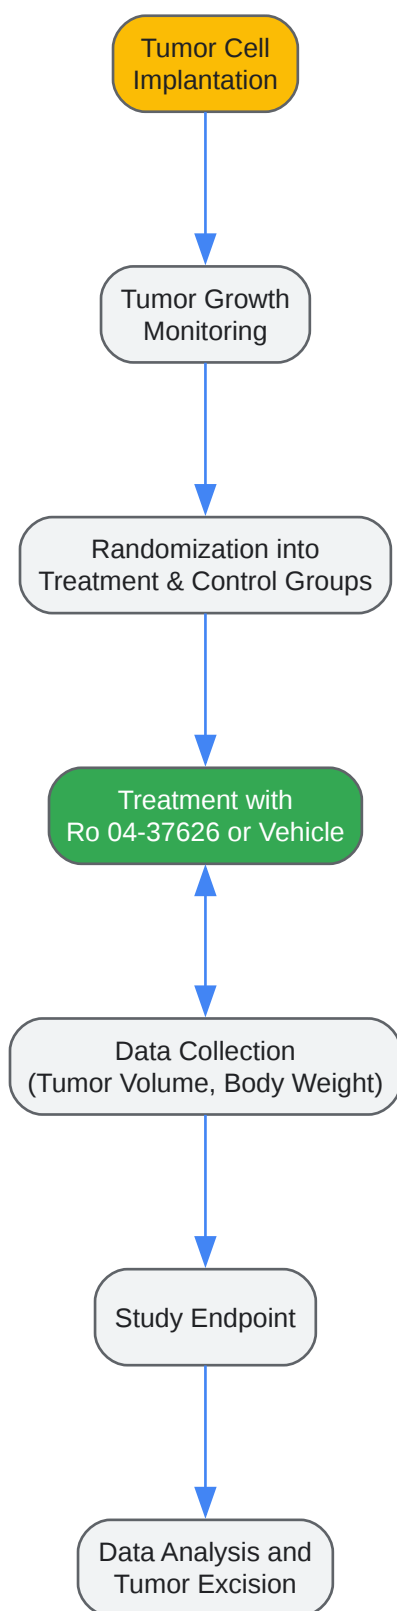 Tumor Cell
Implantation
Tumor Growth
Monitoring
Randomization into
Treatment & Control Groups
Treatment with
Ro 04-37626 or Vehicle
Data Collection
(Tumor Volume, Body Weight)
Study Endpoint
Data Analysis and
Tumor Excision